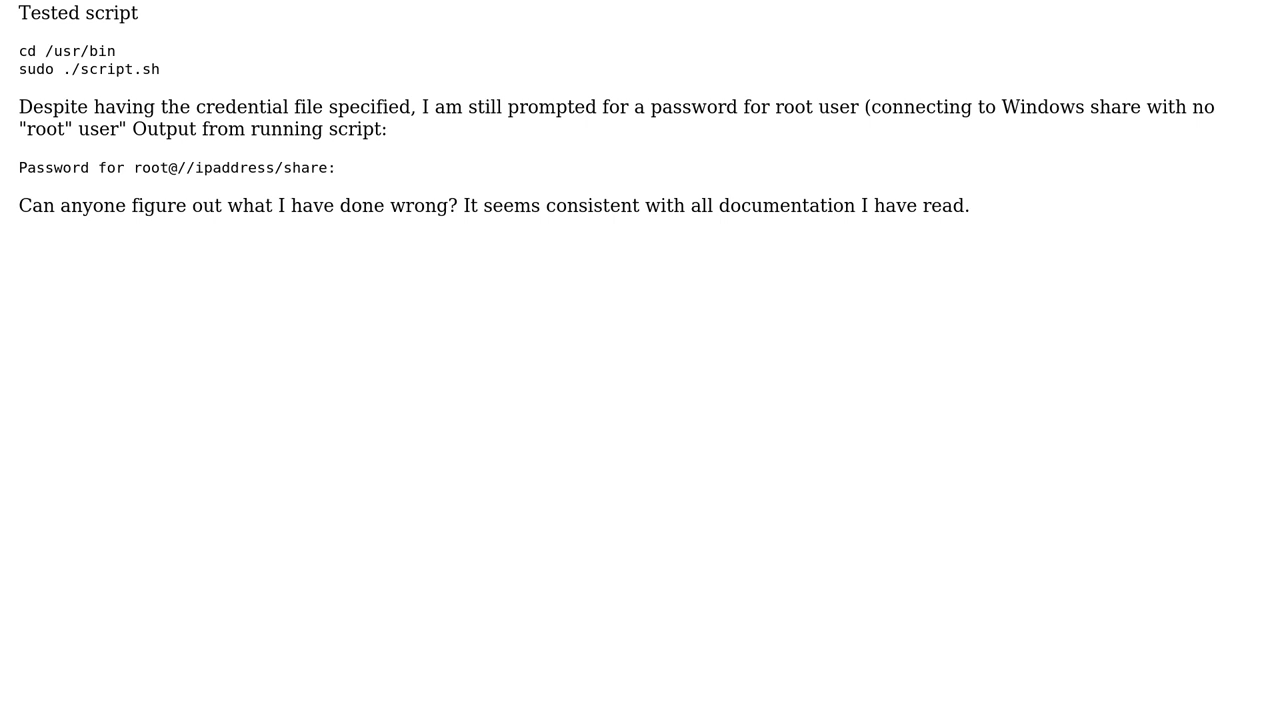 Tested script
cd /usr/bin
sudo ./script.sh
Despite having the credential file specified, I am still prompted for a password for root user (connecting to Windows share with no
"root" user" Output from running script:
Password for root@//ipaddress/share:
Can anyone figure out what I have done wrong? It seems consistent with all documentation I have read.